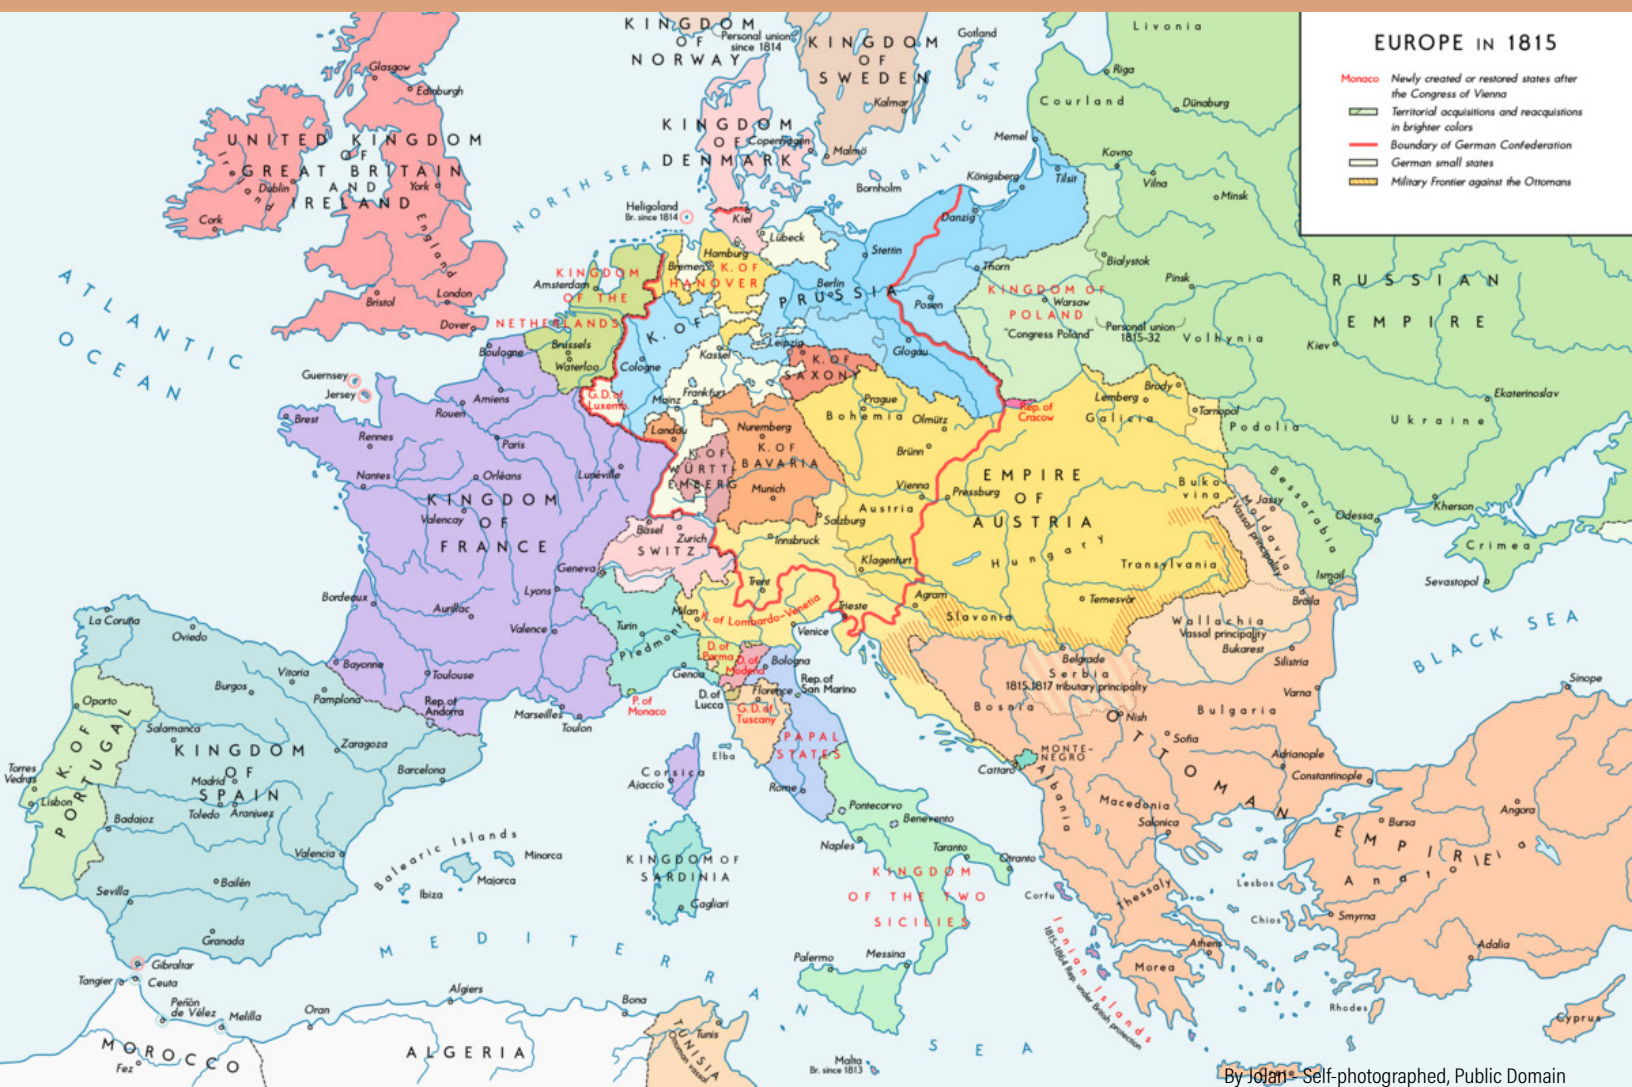 EUROPE IN 1815
Monaco Newly created or restored states after
the Congress of Vienna
Territorial acquisitions and reacquisitions
in brighter colors
Boundary of German Confederation
German small states
Military Frontier against the Ottomans
KINGDOM
OF
NORWAY
Personal union
since 1814
KINGDOM
OF
SWEDEN
Kalmar
Malmö
Gotland
BALTIC SEA
Bornholm
Livonia
Riga
Courland
Dünaburg
Memel
Kovno
Vilna
Minsk
Königsberg
Tilsit
Glasgow
Edinburgh
UNITED KINGDOM
OF
GREAT BRITAIN
AND
IRELAND
Ireland
Dublin
York
Cork
England
Bristol
London
Dover
NORTH SEA
KINGDOM
OF
DENMARK
Copenhagen
Heligoland
Br. since 1814
Kiel
Lübeck
Hamburg
Bremen
K. OF
HANOVER
Stettin
Danzig
Thorn
Berlin
K. OF PRUSSIA
Posen
Glogau
Leipzig
Kassel
Cologne
KINGDOM
OF THE
NETHERLANDS
Amsterdam
Brussels
Waterloo
G.D. of
Luxemb.
Mainz
Frankfurt
Landau
K. OF
SAXONY
K. OF
WÜRTT
EMBERG
Nuremberg
K. OF
BAVARIA
Munich
Bialystok
Pinsk
KINGDOM OF
POLAND
Warsaw
"Congress Poland"
Personal union
1815-32
Volhynia
RUSSIAN
EMPIRE
Kiev
Ekaterinoslav
Ukraine
Podolia
Brody
Lemberg
Tarnopol
Galicia
Rep. of
Cracow
Prague
Bohemia
Olmütz
Brünn
Vienna
Austria
Pressburg
EMPIRE
OF
AUSTRIA
Hungary
Buko
vina
Transylvania
Temesvár
Salzburg
Innsbruck
Klagenfurt
Agram
Slavonia
Trent
Trieste
Milan
K. of Lombardo-Venetia
Venice
Jassy
Moldavia
Vassal principality
Bessarabia
Odessa
Kherson
Crimea
Sevastopol
Ismail
Braila
Wallachia
Vassal principality
Bukarest
Silistria
Varna
BLACK SEA
Sinope
ATLANTIC
OCEAN
Guernsey
Jersey
Boulogne
Amiens
Rouen
Brest
Rennes
Paris
Nantes
Orléans
Lunéville
KINGDOM
OF
FRANCE
Valencay
Basel
Zurich
SWITZ
Geneva
Lyons
Bordeaux
Aurillac
Valence
Bayonne
Toulouse
Rep. of
Andorra
Marseilles
Toulon
Turin
Piedmont
Genoa
P. of
Monaco
D. of
Parma
D. of
Modena
D. of
Lucca
Bologna
Florence
Rep. of
San Marino
G.D. of
Tuscany
PAPAL
STATES
Elba
Rome
Corsica
Ajaccio
KINGDOM OF
SARDINIA
Cagliari
Pontecorvo
Benevento
Naples
Taranto
Otranto
KINGDOM
OF THE TWO
SICILIES
Palermo
Messina
Malta
Br. since 1813
La Coruña
Oviedo
Vitoria
Burgos
Pamplona
Oporto
Salamanca
Zaragoza
KINGDOM
OF
SPAIN
Barcelona
Madrid
Toledo
Aranjuez
Torres
Vedras
Lisbon
K. OF
PORTUGAL
Badajoz
Valencia
Bailén
Sevilla
Granada
Gibraltar
Balearic Islands
Minorca
Majorca
Ibiza
MEDITERRANEAN
SEA
Tangier
Ceuta
Peñón
de Vélez
Melilla
Oran
Algiers
Bona
MOROCCO
Fez
ALGERIA
Tunis
TUNISIA
Ottoman vassal
Belgrade
Serbia
1815,1817 tributary principality
Bosnia
Nish
Bulgaria
Sofia
MONTE-
NEGRO
Cattaro
Albania
OTTOMAN EMPIRE
Adrianople
Constantinople
Macedonia
Salonica
Bursa
Angora
Anatolia
Thessaly
Lesbos
Chios
Smyrna
Corfu
Ionian Islands
1815-1864 Rep. under British protection
Athens
Morea
Adalia
Rhodes
Cyprus
By Jolan - Self-photographed, Public Domain